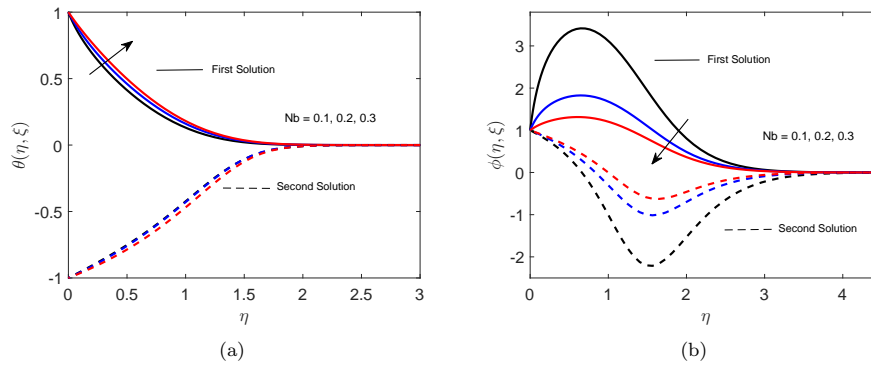 1
0.5
0
-0.5
-1
θ(η, ξ)
First Solution
Nb = 0.1, 0.2, 0.3
Second Solution
0 0.5 1 1.5 2 2.5 3
η
(a)
3
2
1
0
-1
-2
ϕ(η, ξ)
First Solution
Nb = 0.1, 0.2, 0.3
Second Solution
0 1 2 3 4
η
(b)